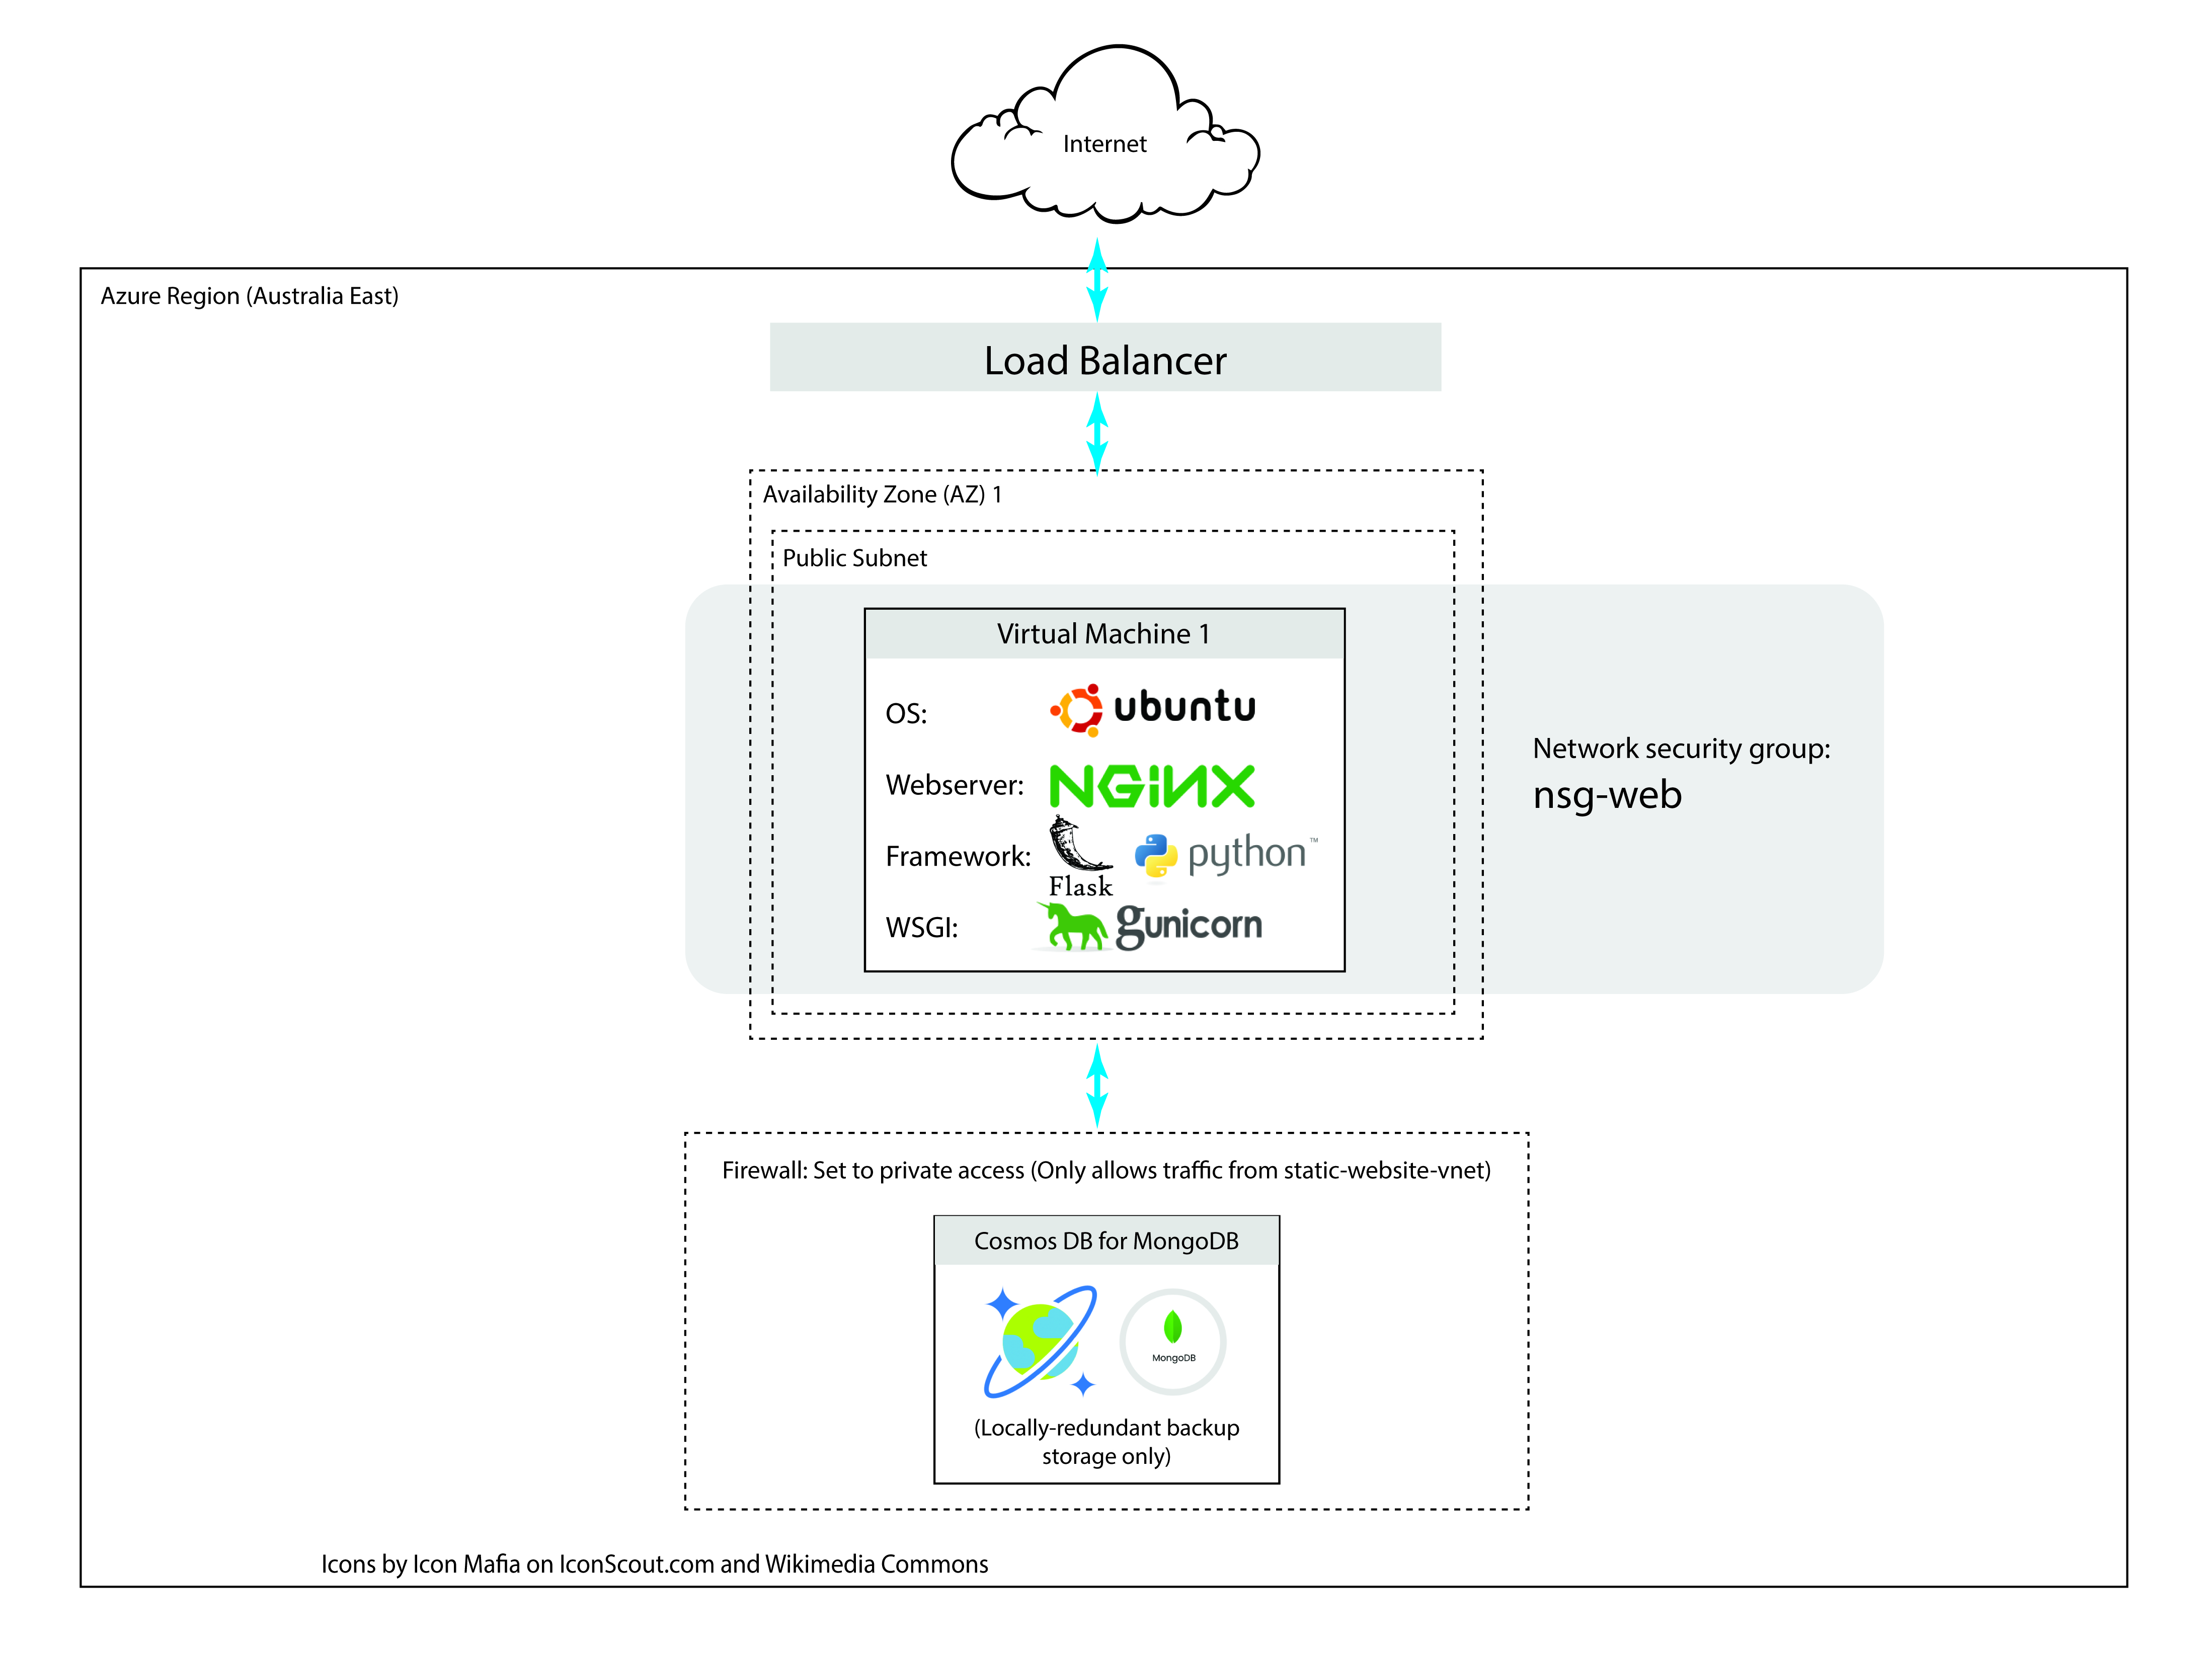 Internet
Azure Region (Australia East)
Load Balancer
Availability Zone (AZ) 1
Public Subnet
Virtual Machine 1
OS: ubuntu
Webserver: NGINX
Framework: Flask python™
WSGI: gunicorn
Network security group:
nsg-web
Firewall: Set to private access (Only allows traffic from static-website-vnet)
Cosmos DB for MongoDB
MongoDB
(Locally-redundant backup
storage only)
Icons by Icon Mafia on IconScout.com and Wikimedia Commons